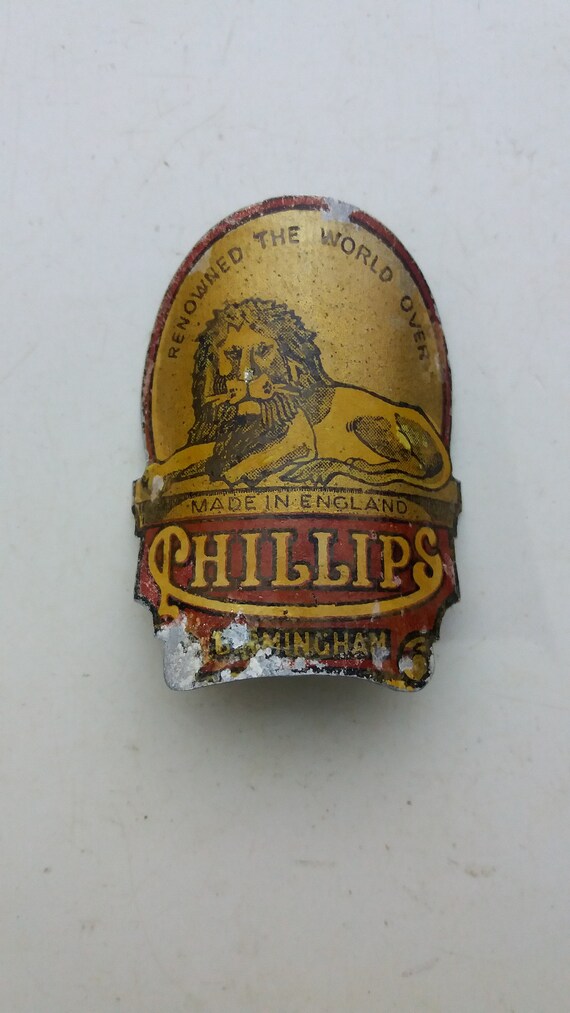 RENOWNED THE WORLD OVER
MADE IN ENGLAND
PHILLIPS
BIRMINGHAM